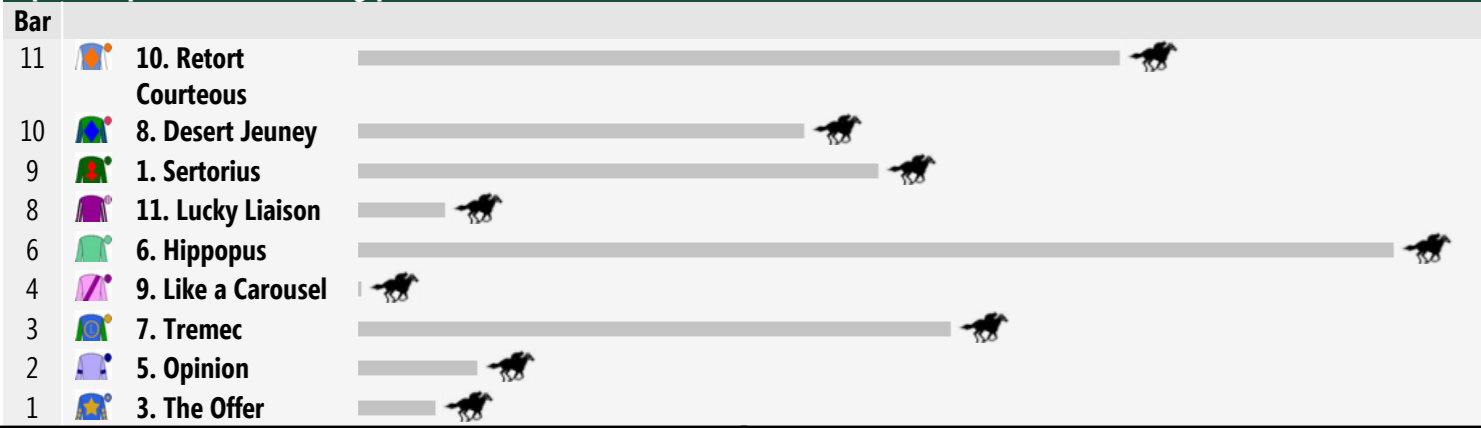 Bar
11 10. Retort
Courteous
10 8. Desert Jeuney
9 1. Sertorius
8 11. Lucky Liaison
6 6. Hippopus
4 9. Like a Carousel
3 7. Tremec
2 5. Opinion
1 3. The Offer